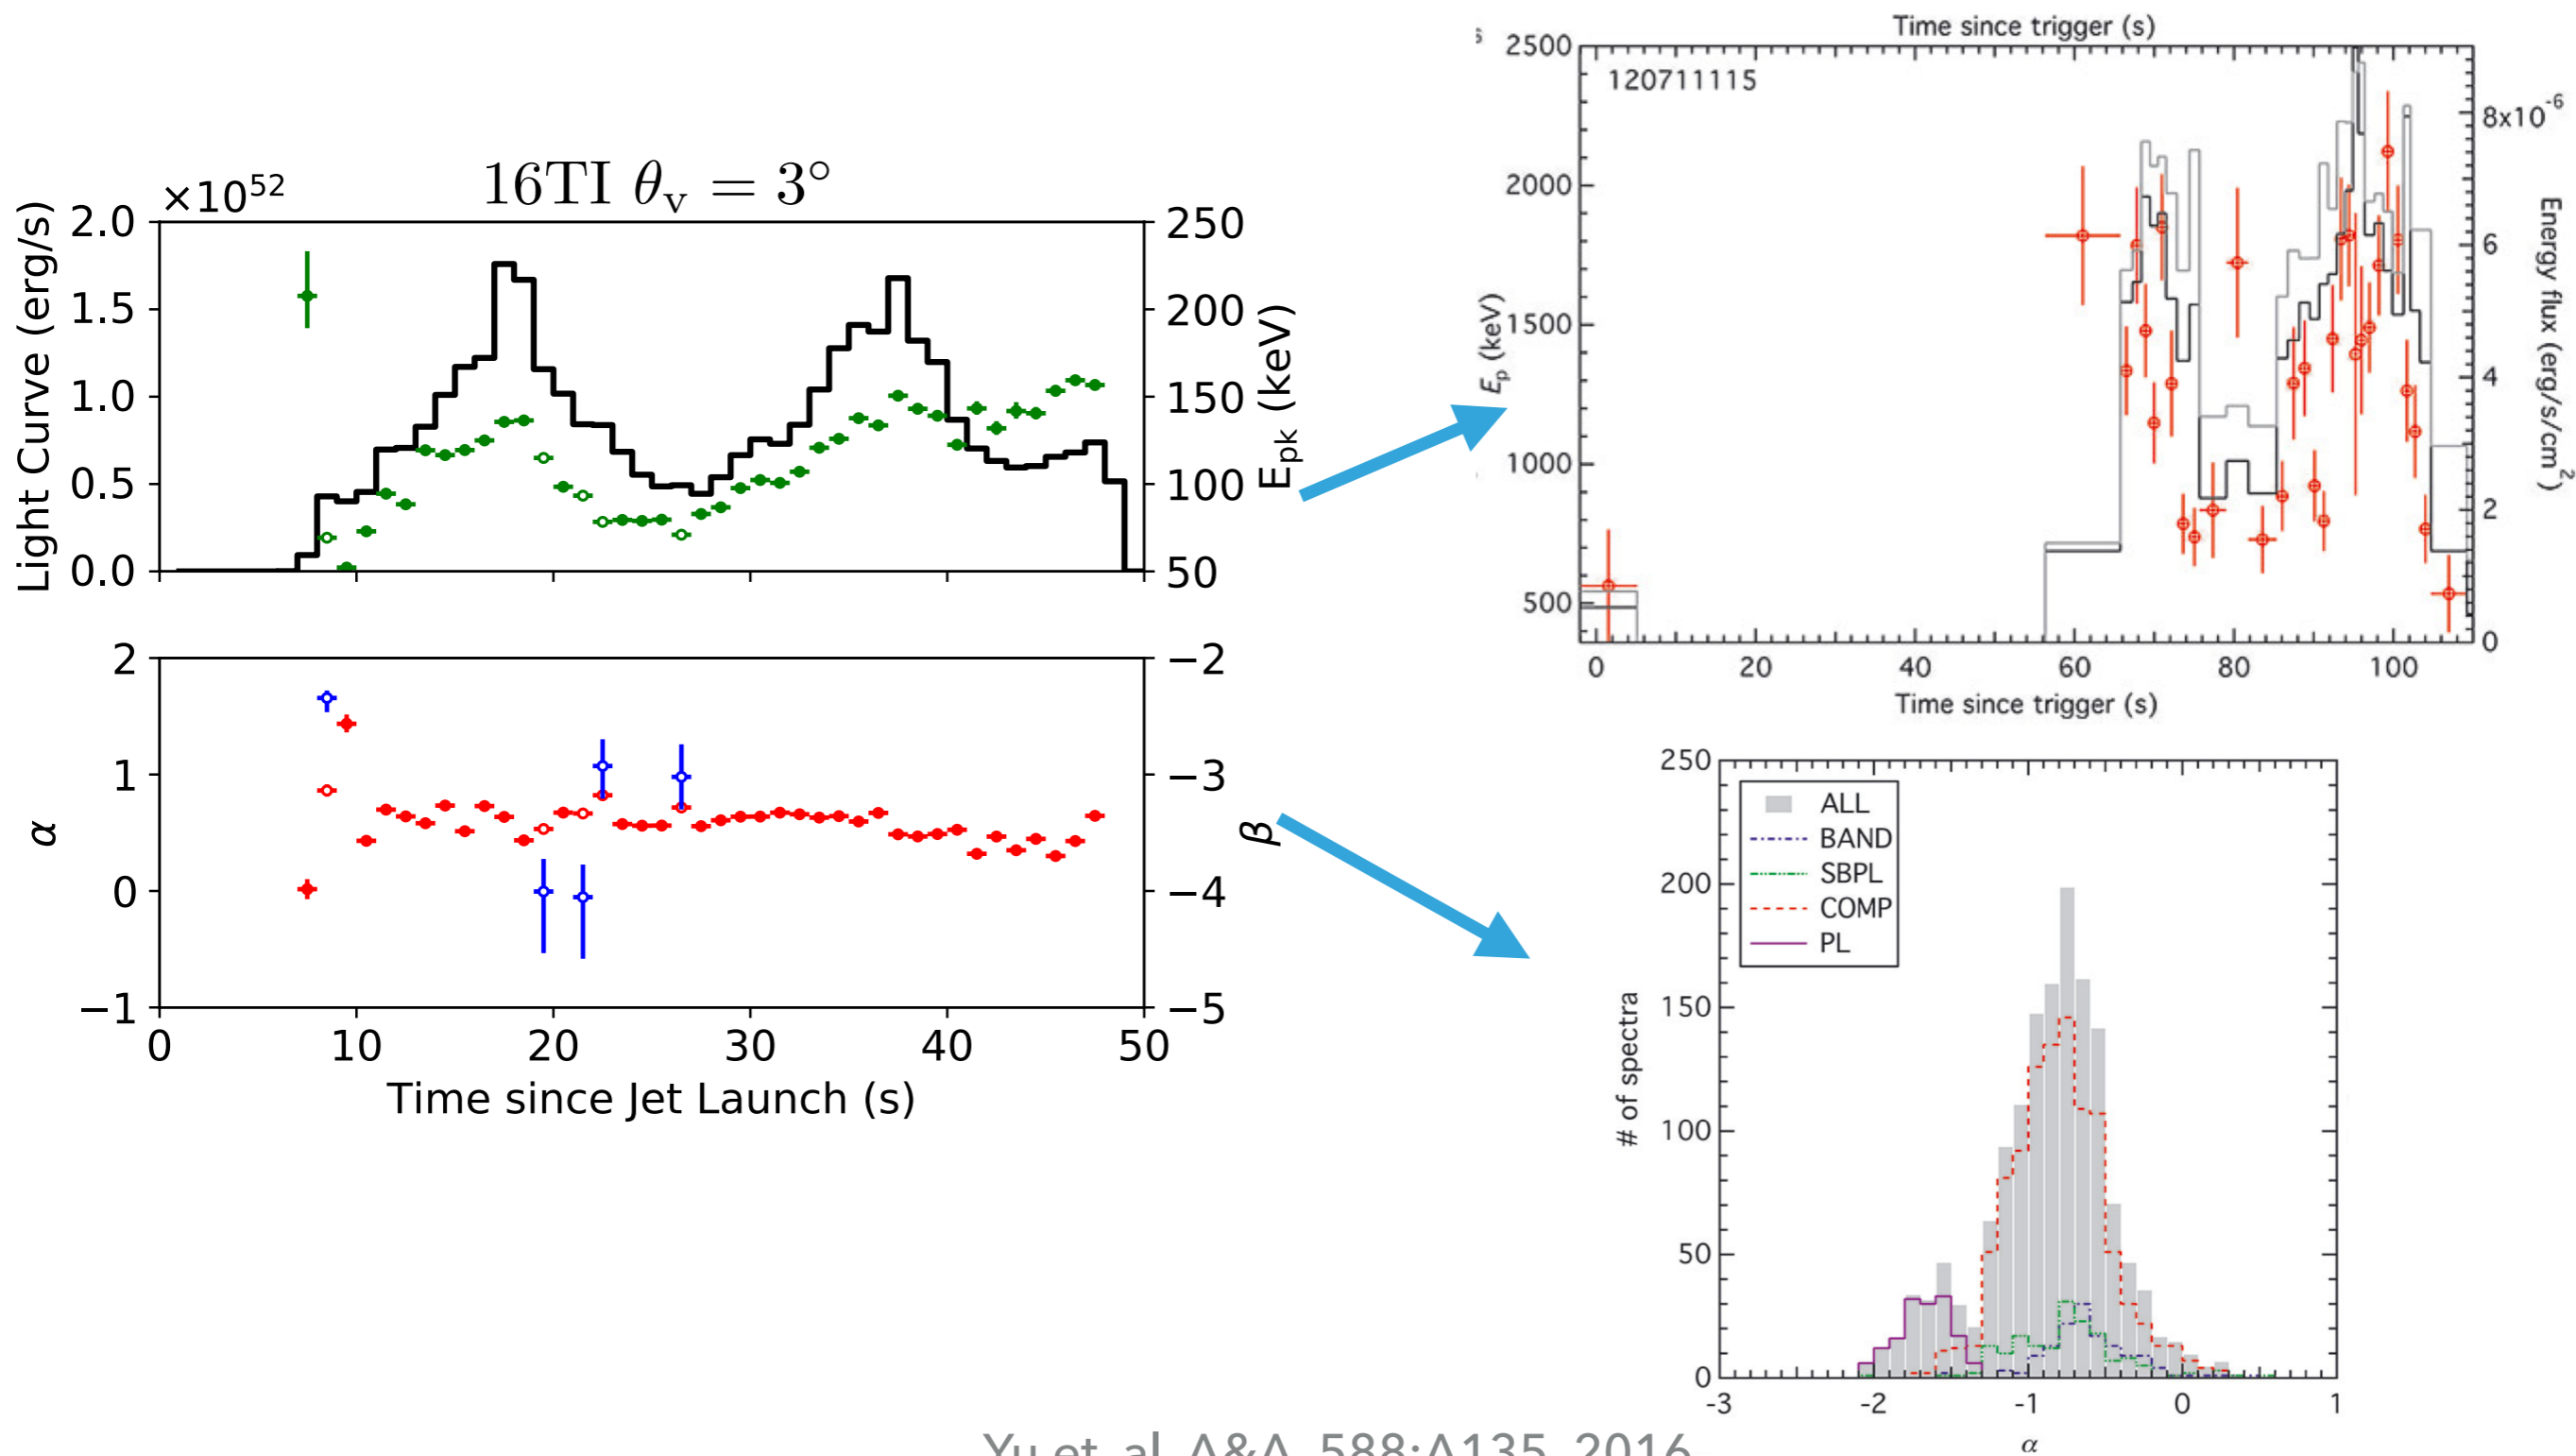 16TI θv = 3°
×10^52
2.0
1.5
1.0
0.5
0.0
Light Curve (erg/s)
250
200
150
100
50
Epk (keV)
2
1
0
−1
α
−2
−3
−4
−5
β
0 10 20 30 40 50
Time since Jet Launch (s)
Time since trigger (s)
120711115
2500
2000
1500
1000
500
Ep (keV)
8x10^-6
6
4
2
0
Energy flux (erg/s/cm^2)
0 20 40 60 80 100
Time since trigger (s)
250
200
150
100
50
0
# of spectra
ALL
BAND
SBPL
COMP
PL
-3 -2 -1 0 1
α
Yu et. al. A&A, 588:A135, 2016.